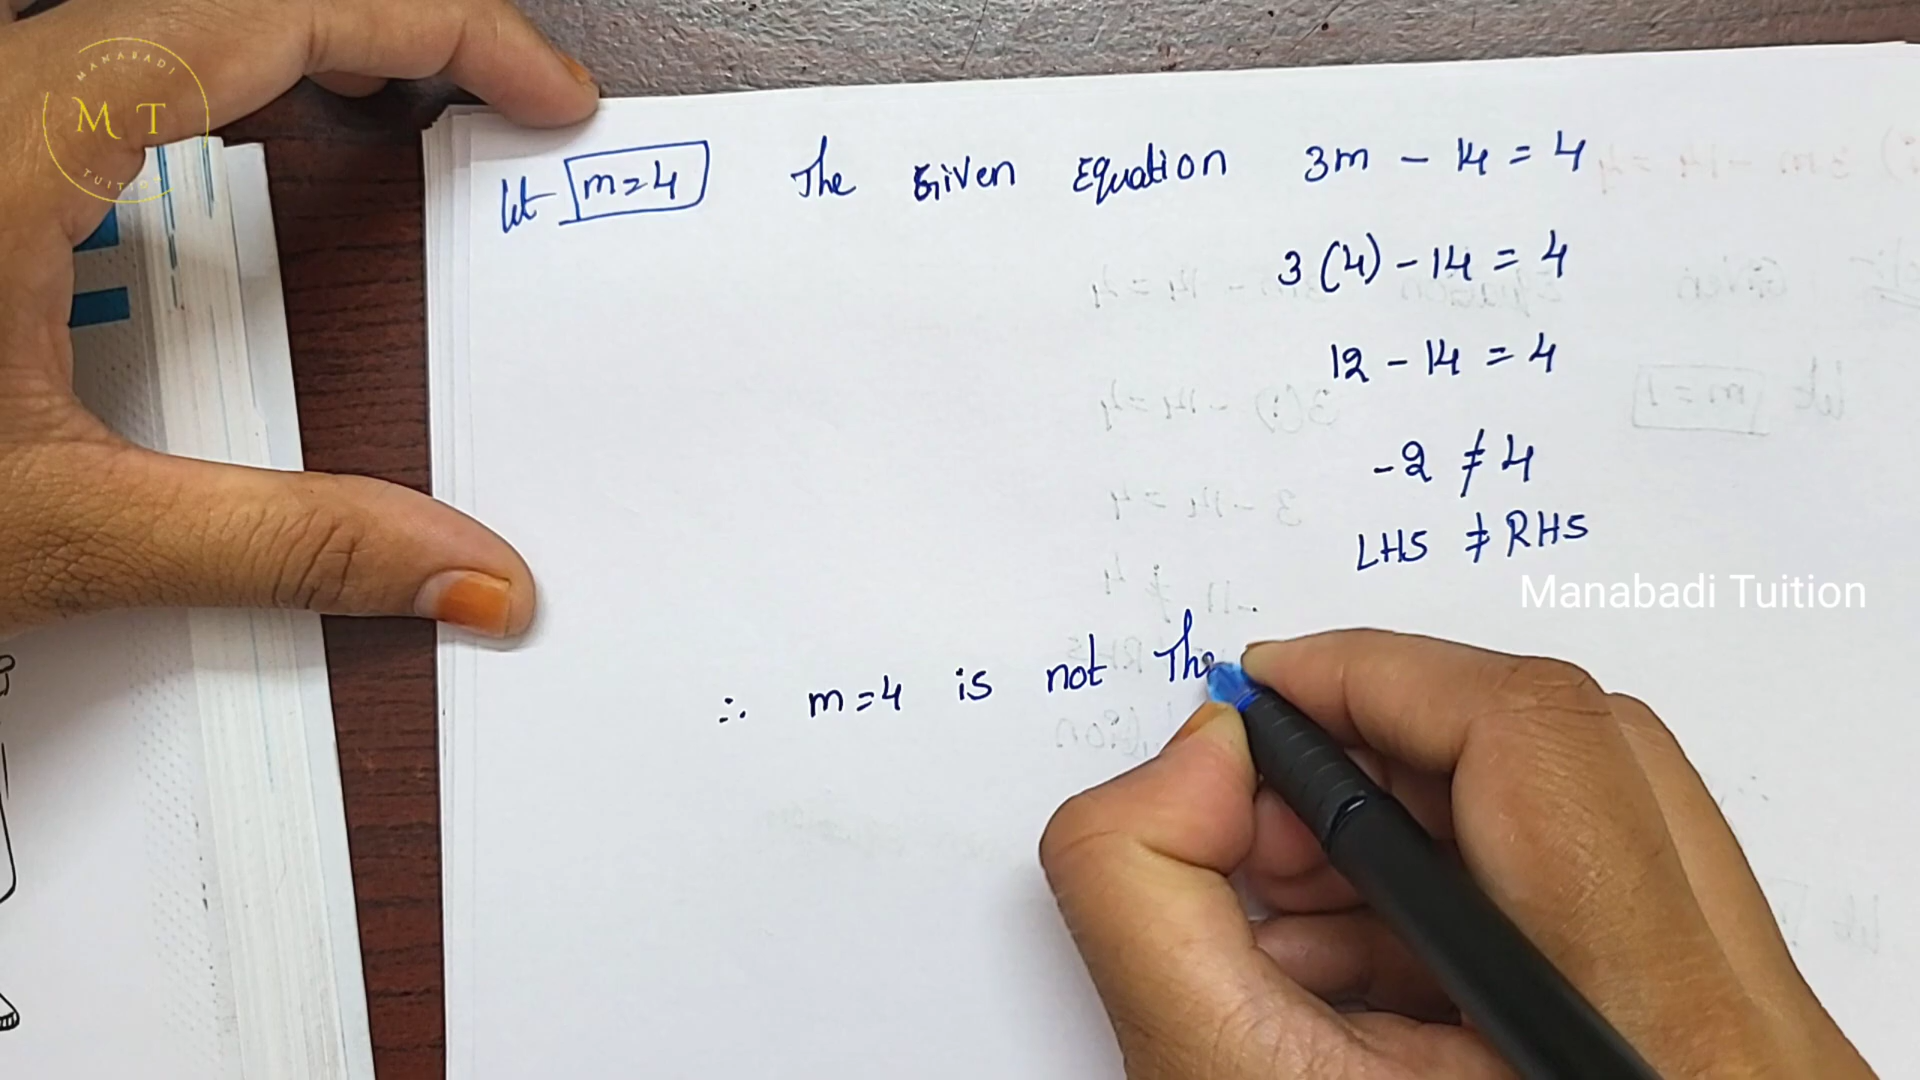 MANABADI
M T
TUITION
Let m=4 The Given Equation 3m - 14 = 4
3(4) - 14 = 4
12 - 14 = 4
-2 ≠ 4
LHS ≠ RHS
Manabadi Tuition
∴ m=4 is not The